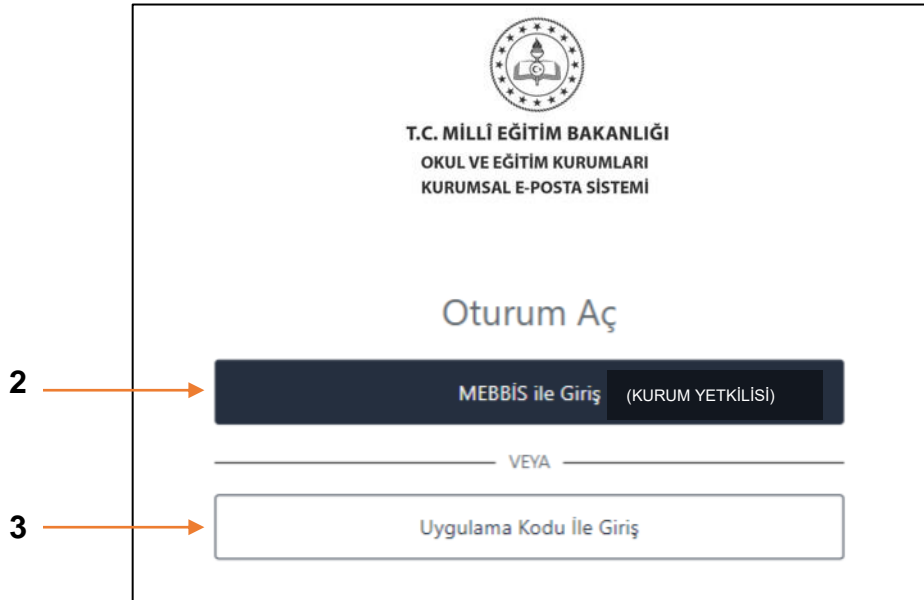 T.C. MİLLÎ EĞİTİM BAKANLIĞI
OKUL VE EĞİTİM KURUMLARI
KURUMSAL E-POSTA SİSTEMİ
Oturum Aç
2
MEBBİS ile Giriş (KURUM YETKİLİSİ)
VEYA
3
Uygulama Kodu İle Giriş